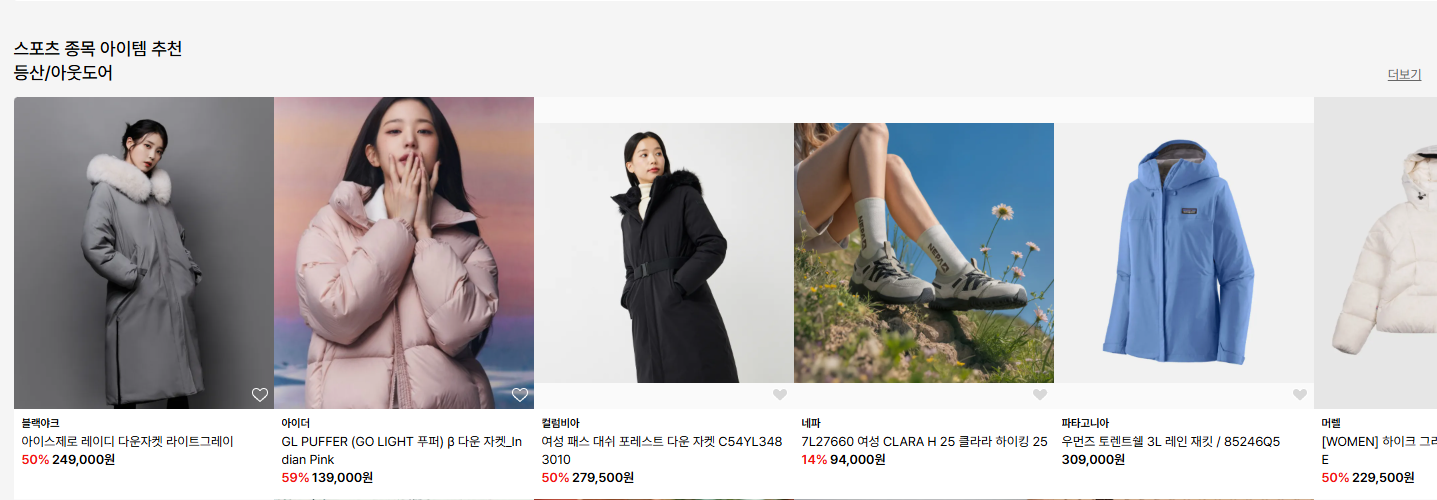 스포츠 종목 아이템 추천
등산/아웃도어
더보기
블랙야크
아이스제로 레이디 다운자켓 라이트그레이
50% 249,000원
아이더
GL PUFFER (GO LIGHT 푸퍼) β 다운 자켓_In
dian Pink
59% 139,000원
컬럼비아
여성 패스 대쉬 포레스트 다운 자켓 C54YL348
3010
50% 279,500원
NEPA
NEPA
네파
7L27660 여성 CLARA H 25 클라라 하이킹 25
14% 94,000원
파타고니아
우먼즈 토렌트쉘 3L 레인 재킷 / 85246Q5
309,000원
머렐
[WOMEN] 하이크
E
50% 229,500원